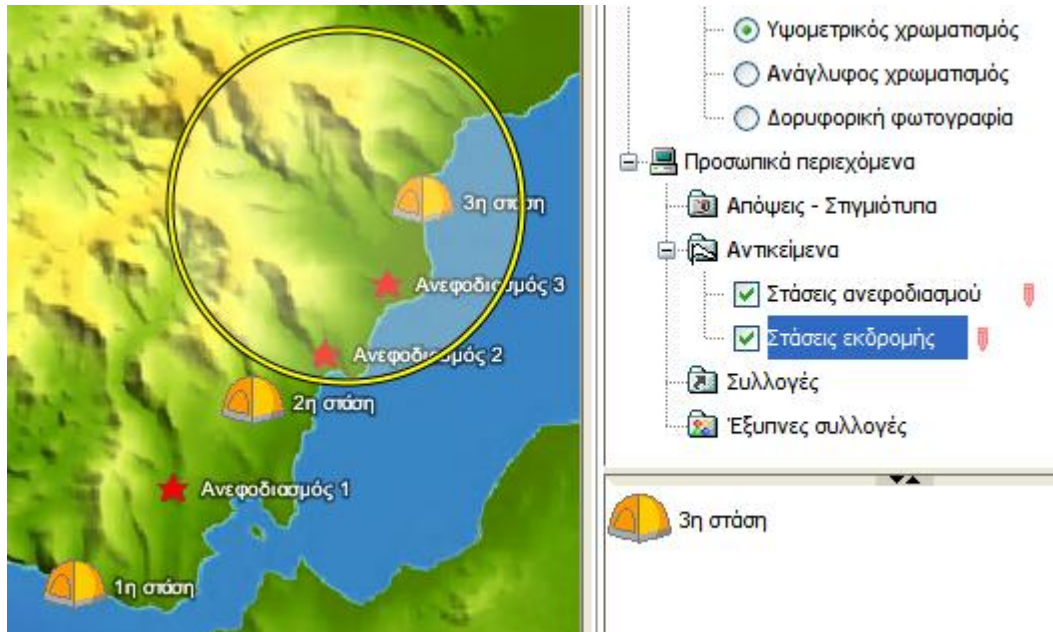 3η στάση
Ανεφοδιασμός 3
Ανεφοδιασμός 2
2η στάση
Ανεφοδιασμός 1
1η στάση
Υψομετρικός χρωματισμός
Ανάγλυφος χρωματισμός
Δορυφορική φωτογραφία
Προσωπικά περιεχόμενα
Απόψεις - Στιγμιότυπα
Αντικείμενα
Στάσεις ανεφοδιασμού
Στάσεις εκδρομής
Συλλογές
Έξυπνες συλλογές
3η στάση